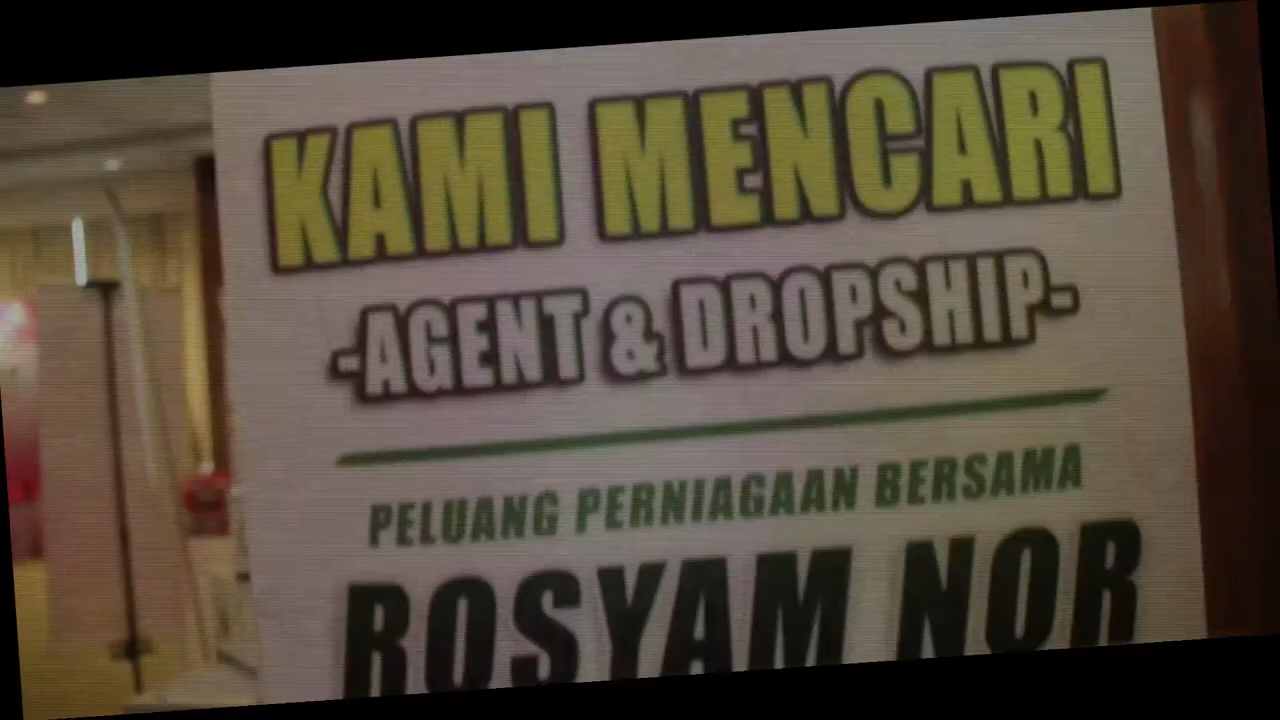 KAMI MENCARI
-AGENT & DROPSHIP-
PELUANG PERNIAGAAN BERSAMA
ROSYAM NOR